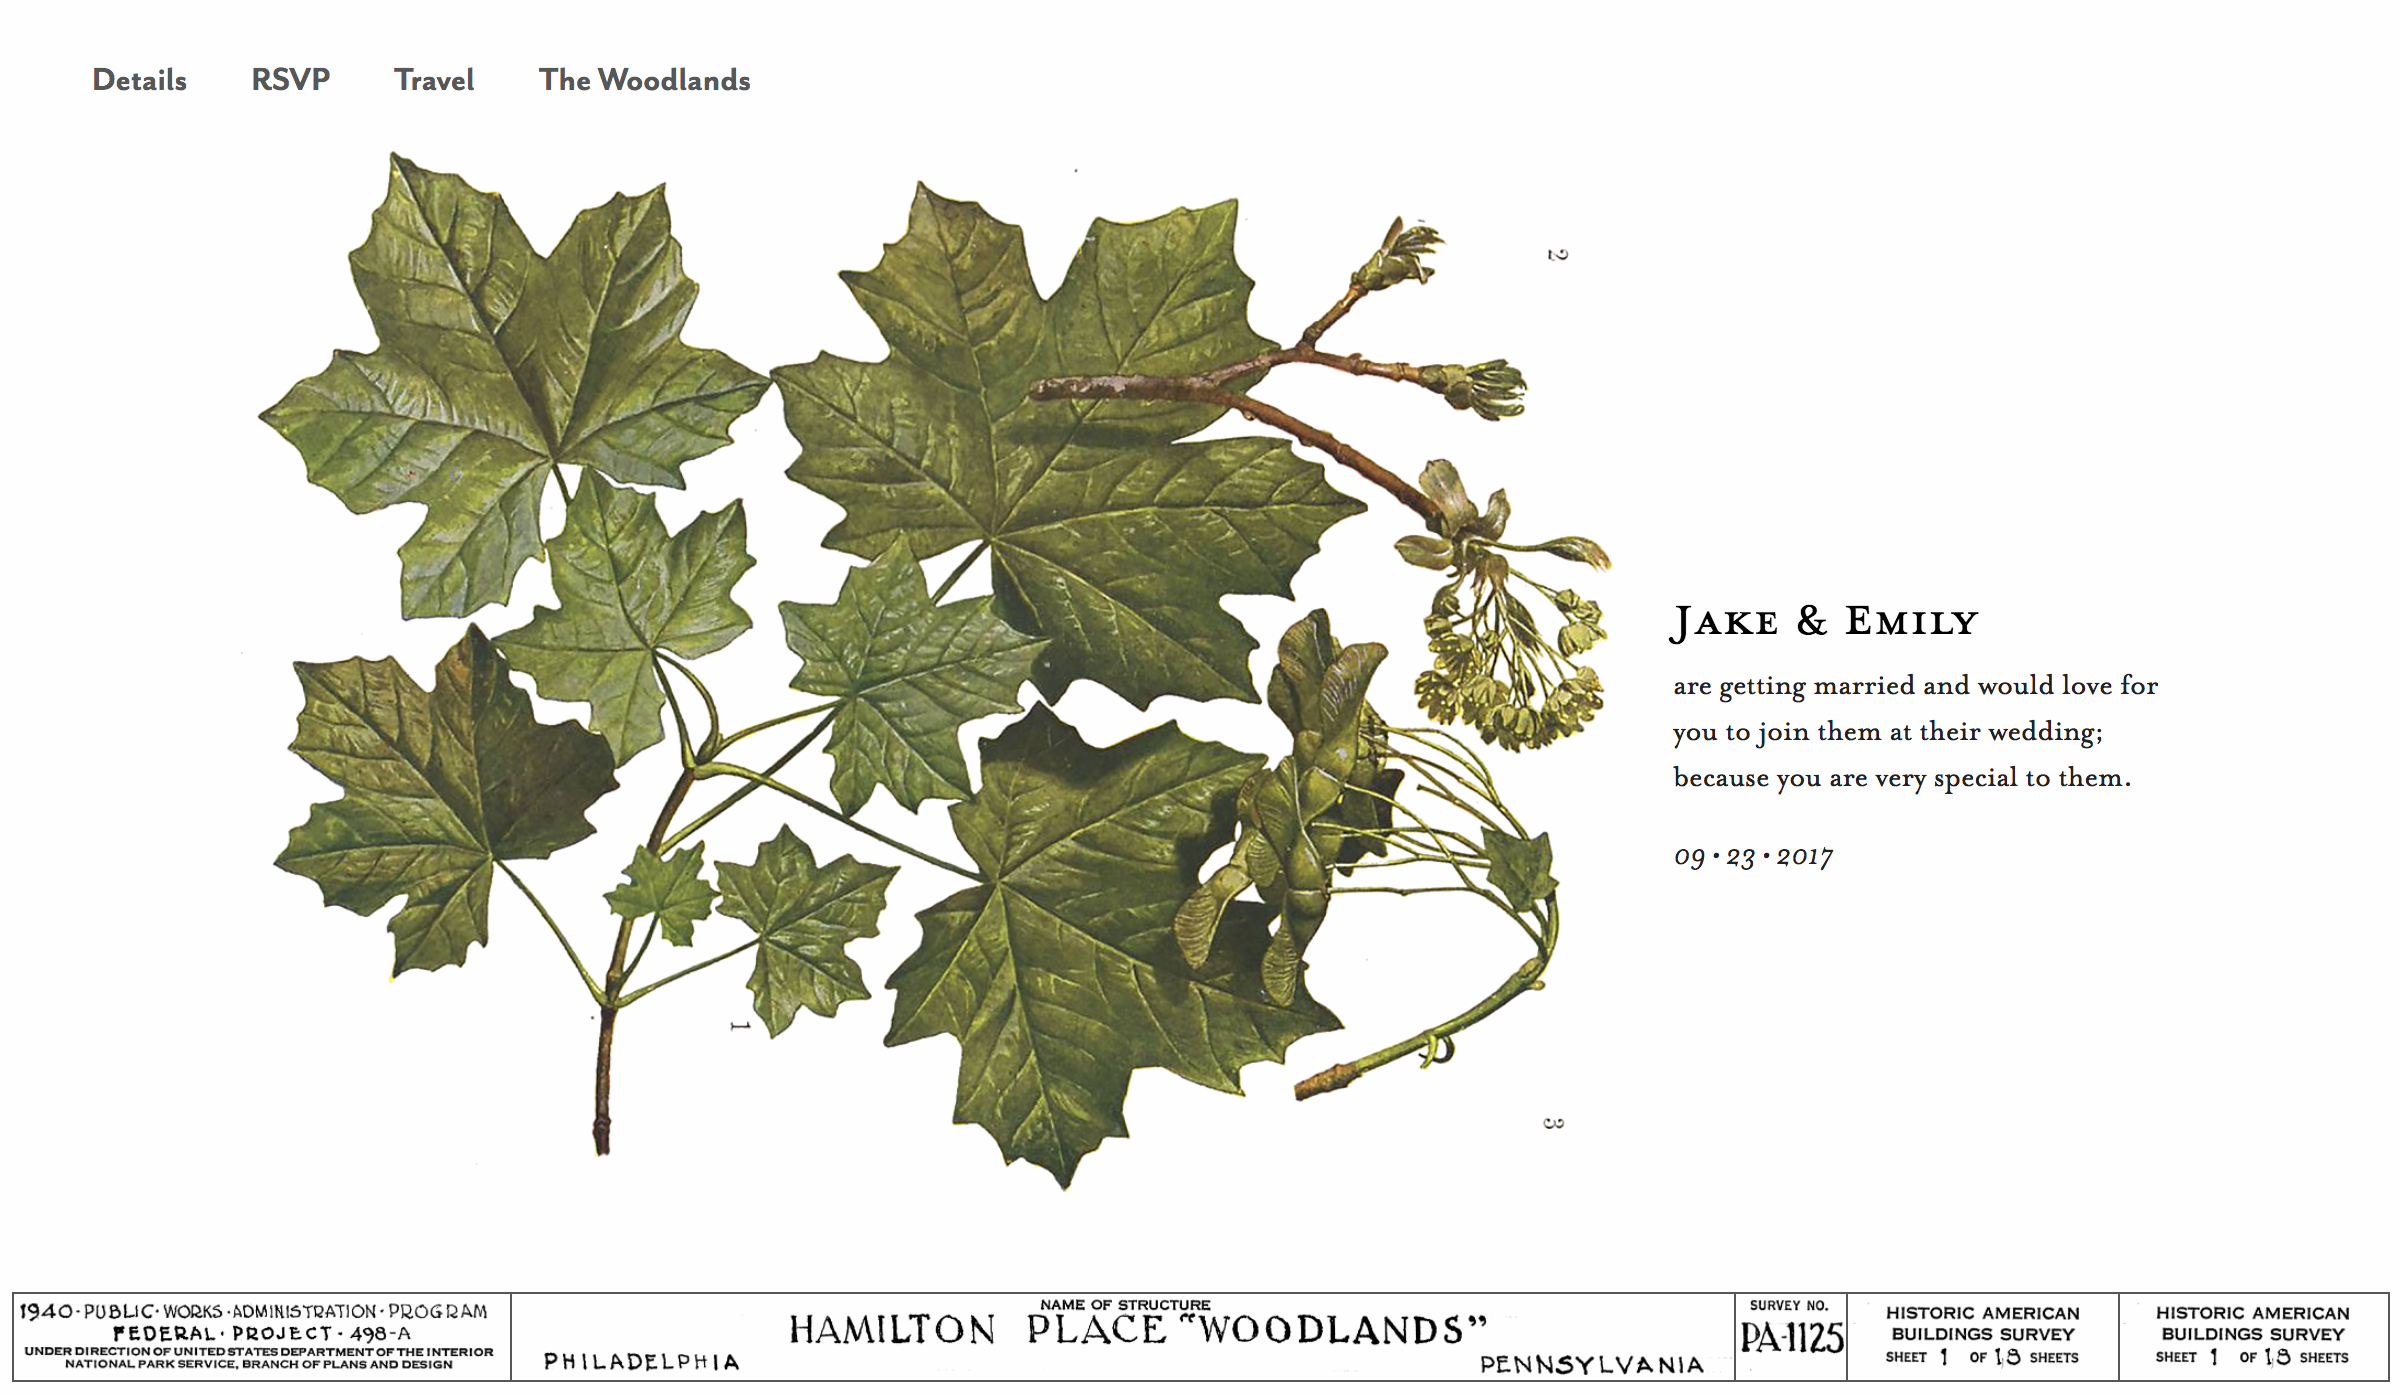 Details RSVP Travel The Woodlands
2
JAKE & EMILY
are getting married and would love for
you to join them at their wedding;
because you are very special to them.
09 • 23 • 2017
1
3
1940·PUBLIC·WORKS·ADMINISTRATION·PROGRAM
FEDERAL·PROJECT·498-A
UNDER DIRECTION OF UNITED STATES DEPARTMENT OF THE INTERIOR
NATIONAL PARK SERVICE, BRANCH OF PLANS AND DESIGN
NAME OF STRUCTURE
HAMILTON PLACE "WOODLANDS"
PHILADELPHIA
PENNSYLVANIA
SURVEY NO.
PA-1125
HISTORIC AMERICAN
BUILDINGS SURVEY
SHEET 1 OF 18 SHEETS
HISTORIC AMERICAN
BUILDINGS SURVEY
SHEET 1 OF 18 SHEETS